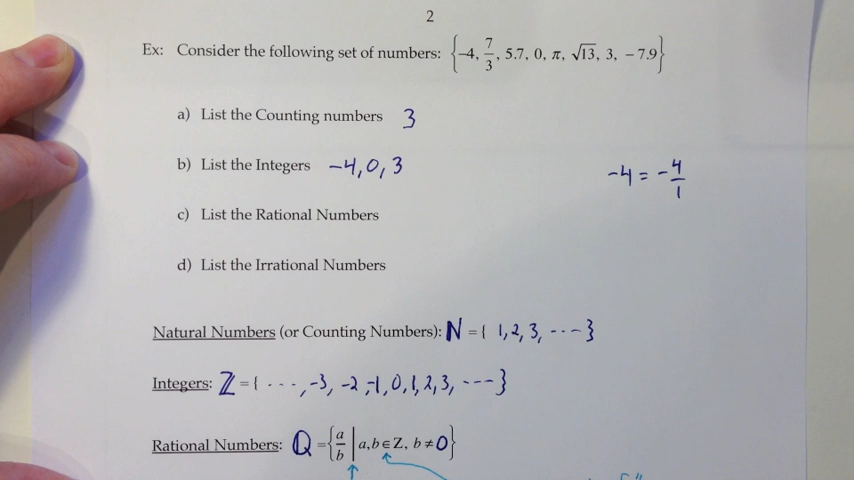 2
Ex: Consider the following set of numbers: {-4, 7/3, 5.7, 0, π, √13, 3, -7.9}
a) List the Counting numbers 3
b) List the Integers -4, 0, 3
-4 = -4/1
c) List the Rational Numbers
d) List the Irrational Numbers
Natural Numbers (or Counting Numbers): ℕ = { 1, 2, 3, ---- }
Integers: ℤ = { ---, -3, -2, -1, 0, 1, 2, 3, ---- }
Rational Numbers: ℚ = {a/b | a,b ∈ Z, b ≠ 0}